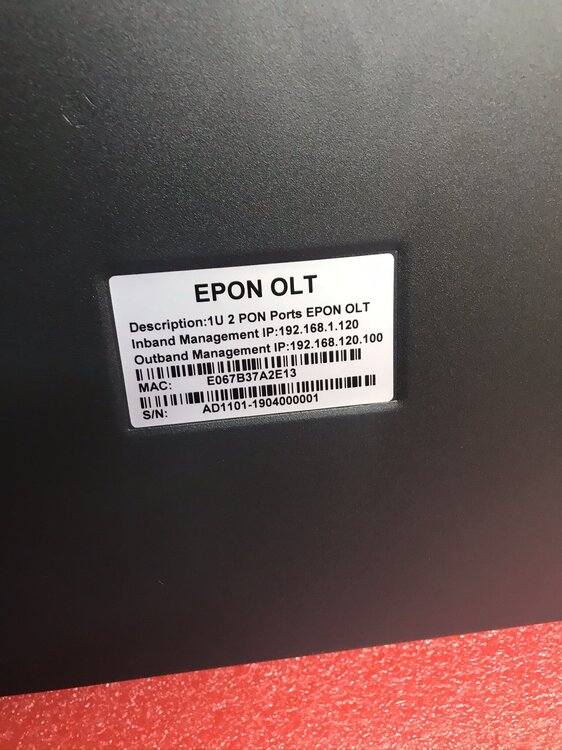 EPON OLT
Description:1U 2 PON Ports EPON OLT
Inband Management IP:192.168.1.120
Outband Management IP:192.168.120.100
MAC: E067B37A2E13
S/N: AD1101-1904000001